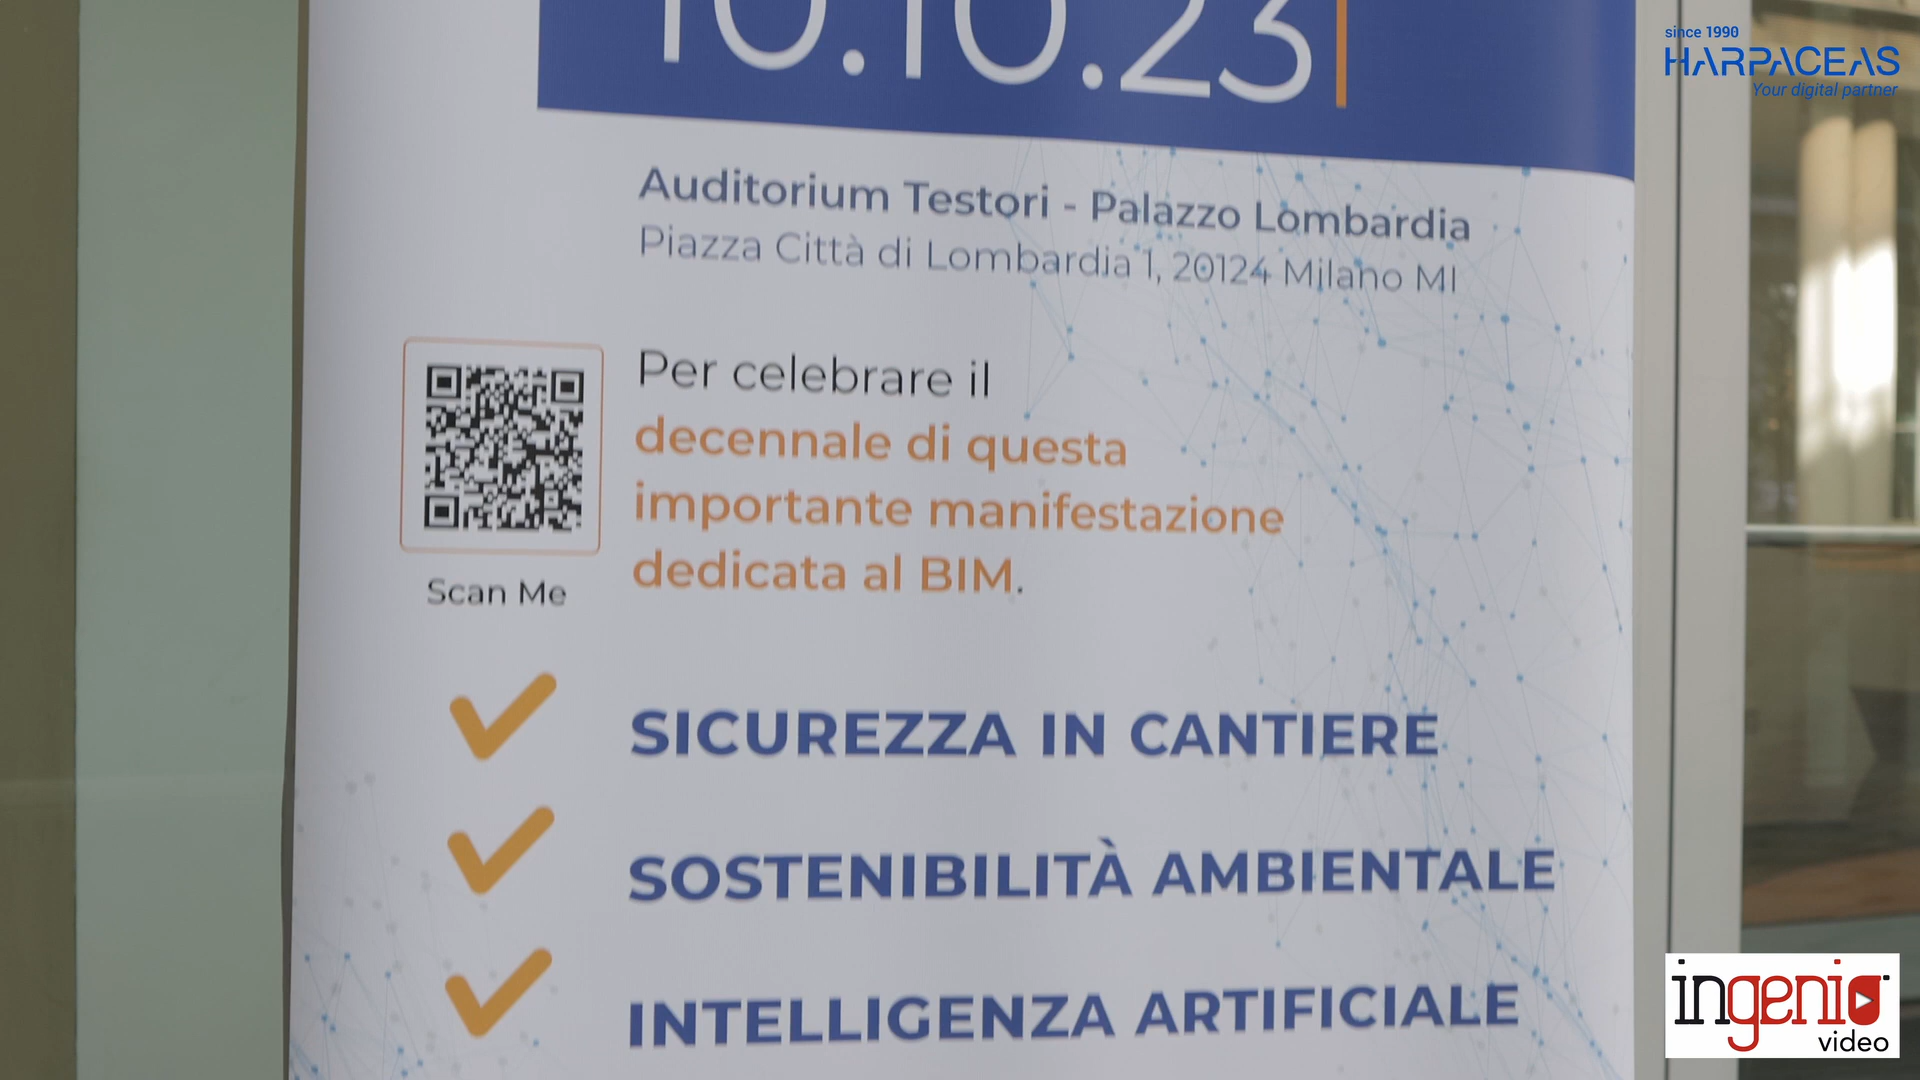 10.10.23
since 1990
HARPACEAS
Your digital partner
Auditorium Testori - Palazzo Lombardia
Piazza Città di Lombardia 1, 20124 Milano MI
Per celebrare il
decennale di questa
importante manifestazione
dedicata al BIM.
Scan Me
SICUREZZA IN CANTIERE
SOSTENIBILITÀ AMBIENTALE
INTELLIGENZA ARTIFICIALE
ingenio
video